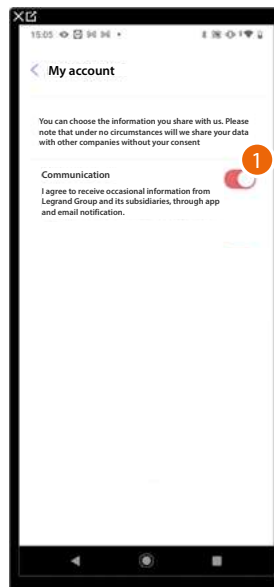 15.05
My account
You can choose the information you share with us. Please
note that under no circumstances will we share your data
with other companies without your consent
Communication
1
I agree to receive occasional information from
Legrand Group and its subsidiaries, through app
and email notification.